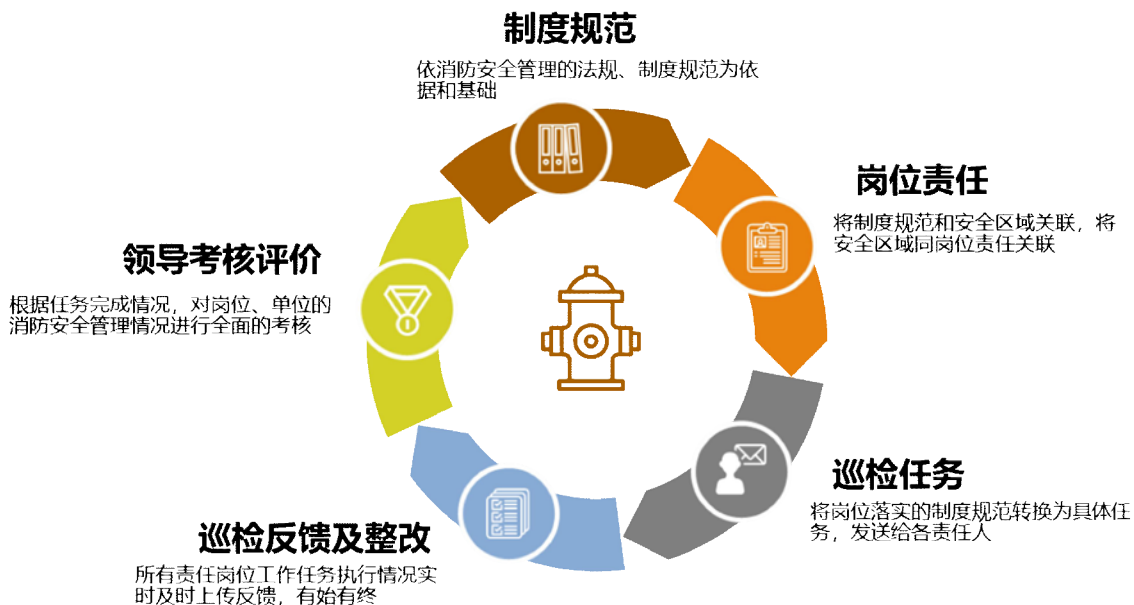 制度规范
依消防安全管理的法规、制度规范为依
据和基础
岗位责任
将制度规范和安全区域关联，将
安全区域同岗位责任关联
巡检任务
将岗位落实的制度规范转换为具体任
务，发送给各责任人
巡检反馈及整改
所有责任岗位工作任务执行情况实
时及时上传反馈，有始有终
领导考核评价
根据任务完成情况，对岗位、单位的
消防安全管理情况进行全面的考核